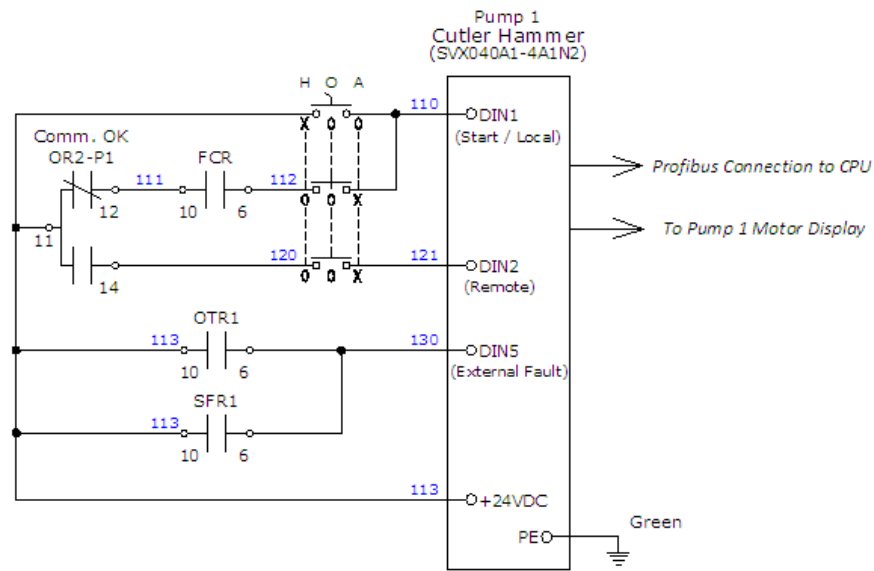 Pump 1
Cutler Hammer
(SVX040A1-4A1N2)
H O A
110
DIN1
(Start / Local)
X O O
Comm. OK
OR2-P1
FCR
111
112
12
10
6
O O X
11
Profibus Connection to CPU
To Pump 1 Motor Display
120
121
DIN2
(Remote)
14
O O X
OTR1
113
130
DIN5
(External Fault)
10
6
SFR1
113
10
6
113
+24VDC
PE
Green